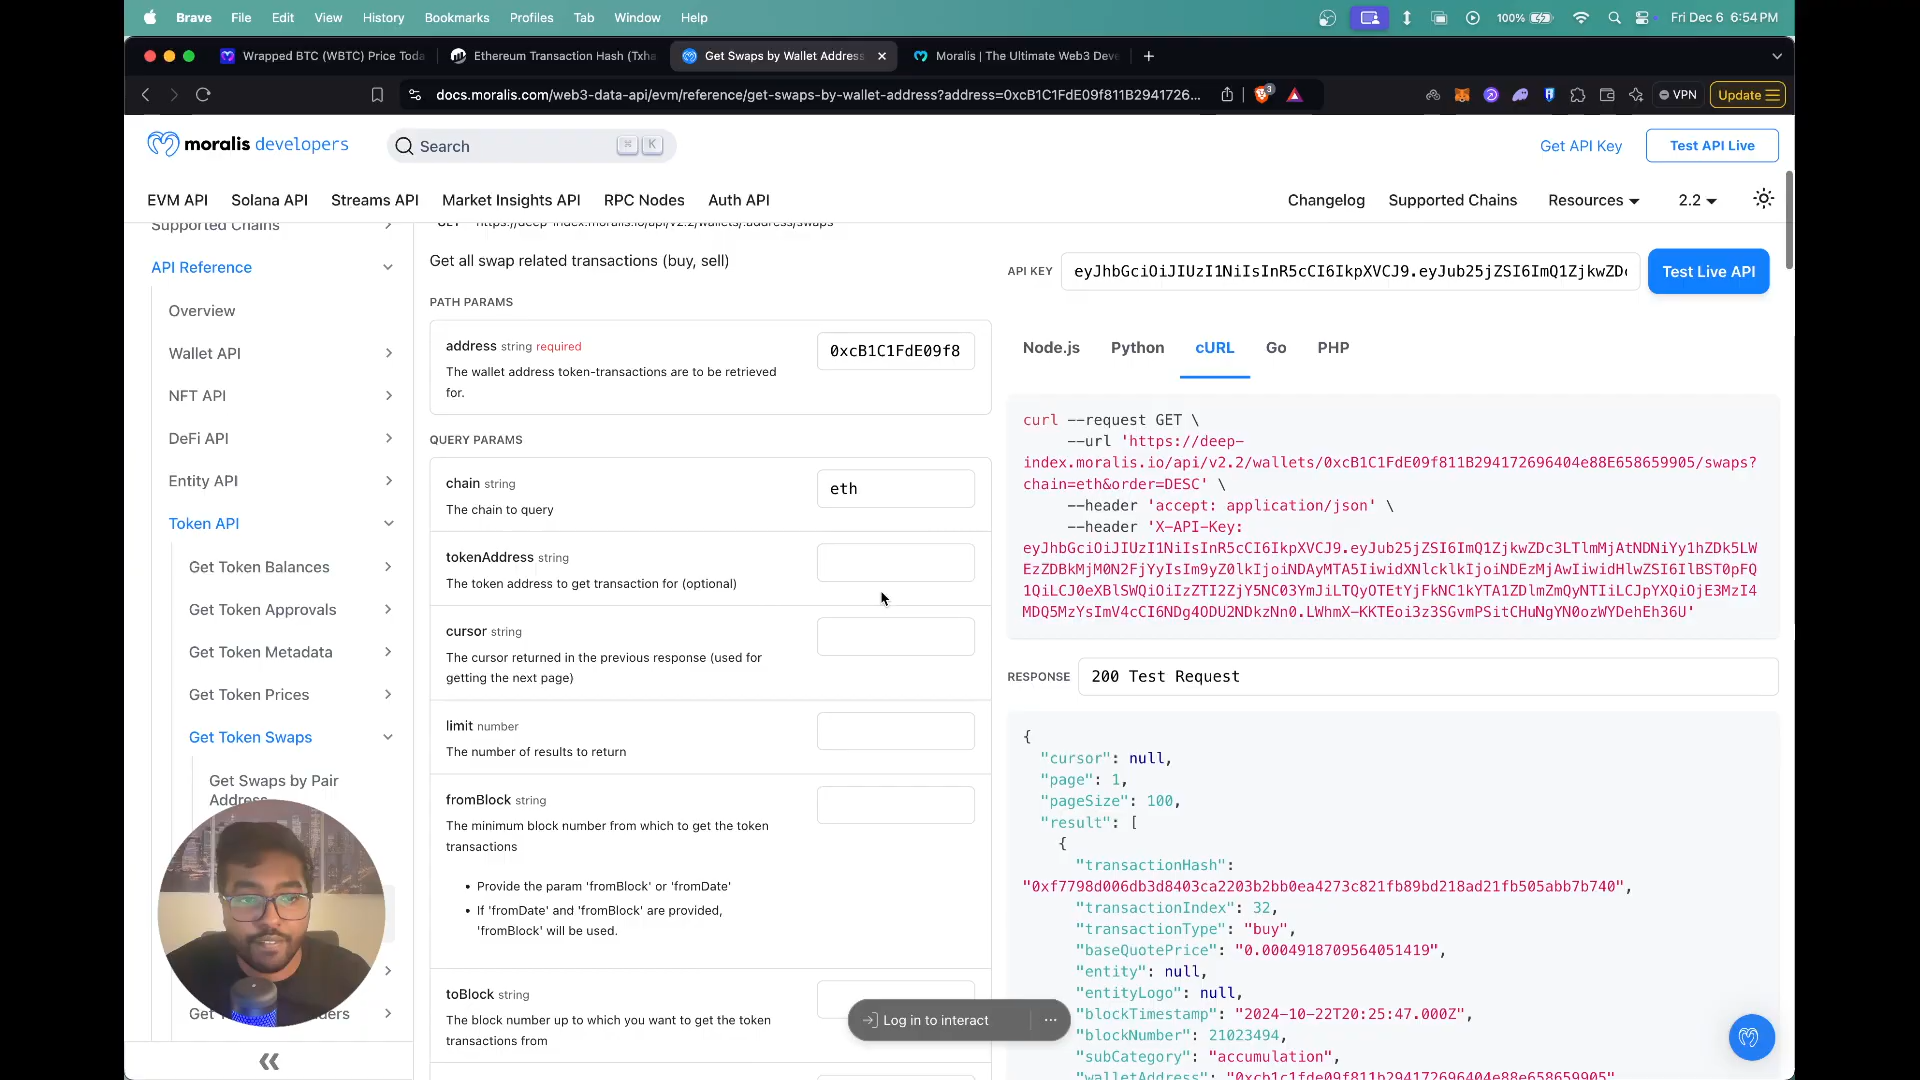 Brave File Edit View History Bookmarks Profiles Tab Window Help
100% Fri Dec 6 6:54 PM
Wrapped BTC (WBTC) Price Toda
Ethereum Transaction Hash (Txha
Get Swaps by Wallet Address
Moralis | The Ultimate Web3 Deve
docs.moralis.com/web3-data-api/evm/reference/get-swaps-by-wallet-address?address=0xcB1C1FdE09f811B2941726...
3
VPN
Update
moralis developers
Search
K
Get API Key
Test API Live
EVM API
Solana API
Streams API
Market Insights API
RPC Nodes
Auth API
Changelog
Supported Chains
Resources
2.2
Supported Chains
API Reference
Overview
Wallet API
NFT API
DeFi API
Entity API
Token API
Get Token Balances
Get Token Approvals
Get Token Metadata
Get Token Prices
Get Token Swaps
Get Swaps by Pair
Address
GET https://deep-index.moralis.io/api/v2.2/wallets/:address/swaps
Get all swap related transactions (buy, sell)
PATH PARAMS
address string required
0xcB1C1FdE09f8
The wallet address token-transactions are to be retrieved
for.
QUERY PARAMS
chain string
eth
The chain to query
tokenAddress string
The token address to get transaction for (optional)
cursor string
The cursor returned in the previous response (used for
getting the next page)
limit number
The number of results to return
fromBlock string
The minimum block number from which to get the token
transactions
• Provide the param 'fromBlock' or 'fromDate'
• If 'fromDate' and 'fromBlock' are provided,
'fromBlock' will be used.
toBlock string
The block number up to which you want to get the token
transactions from
Log in to interact
API KEY
eyJhbGciOiJIUzI1NiIsInR5cCI6IkpXVCJ9.eyJub25jZSI6ImQ1ZjkwZD
Test Live API
Node.js
Python
cURL
Go
PHP
curl --request GET \
--url 'https://deep-
index.moralis.io/api/v2.2/wallets/0xcB1C1FdE09f811B294172696404e88E658659905/swaps?
chain=eth&order=DESC' \
--header 'accept: application/json' \
--header 'X-API-Key:
RESPONSE
200 Test Request
{
"cursor": null,
"page": 1,
"pageSize": 100,
"result": [
{
"transactionHash":
"0xf7798d006db3d8403ca2203b2bb0ea4273c821fb89bd218ad21fb505abb7b740",
"transactionIndex": 32,
"transactionType": "buy",
"baseQuotePrice": "0.0004918709564051419",
"entity": null,
"entityLogo": null,
"blockTimestamp": "2024-10-22T20:25:47.000Z",
"blockNumber": 21023494,
"subCategory": "accumulation",
"walletAddress": "0xcb1c1fde09f811b294172696404e88e658659905",